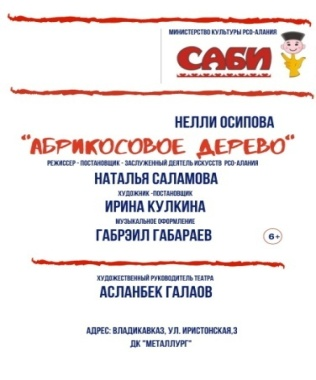 МИНИСТЕРСТВО КУЛЬТУРЫ РСО-АЛАНИЯ
САБИ
НЕЛЛИ ОСИПОВА
"АБРИКОСОВОЕ ДЕРЕВО"
РЕЖИССЕР - ПОСТАНОВЩИК - ЗАСЛУЖЕННЫЙ ДЕЯТЕЛЬ ИСКУССТВ РСО-АЛАНИЯ
НАТАЛЬЯ САЛАМОВА
ХУДОЖНИК -ПОСТАНОВЩИК
ИРИНА КУЛКИНА
МУЗЫКАЛЬНОЕ ОФОРМЛЕНИЕ
ГАБРЭИЛ ГАБАРАЕВ
6+
ХУДОЖЕСТВЕННЫЙ РУКОВОДИТЕЛЬ ТЕАТРА
АСЛАНБЕК ГАЛАОВ
АДРЕС: ВЛАДИКАВКАЗ, УЛ. ИРИСТОНСКАЯ,3
ДК "МЕТАЛЛУРГ"